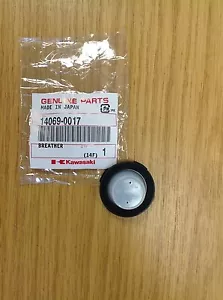 GENUINE PARTS
MADE IN JAPAN
14069-0017
BREATHER
(14F) 1
Kawasaki